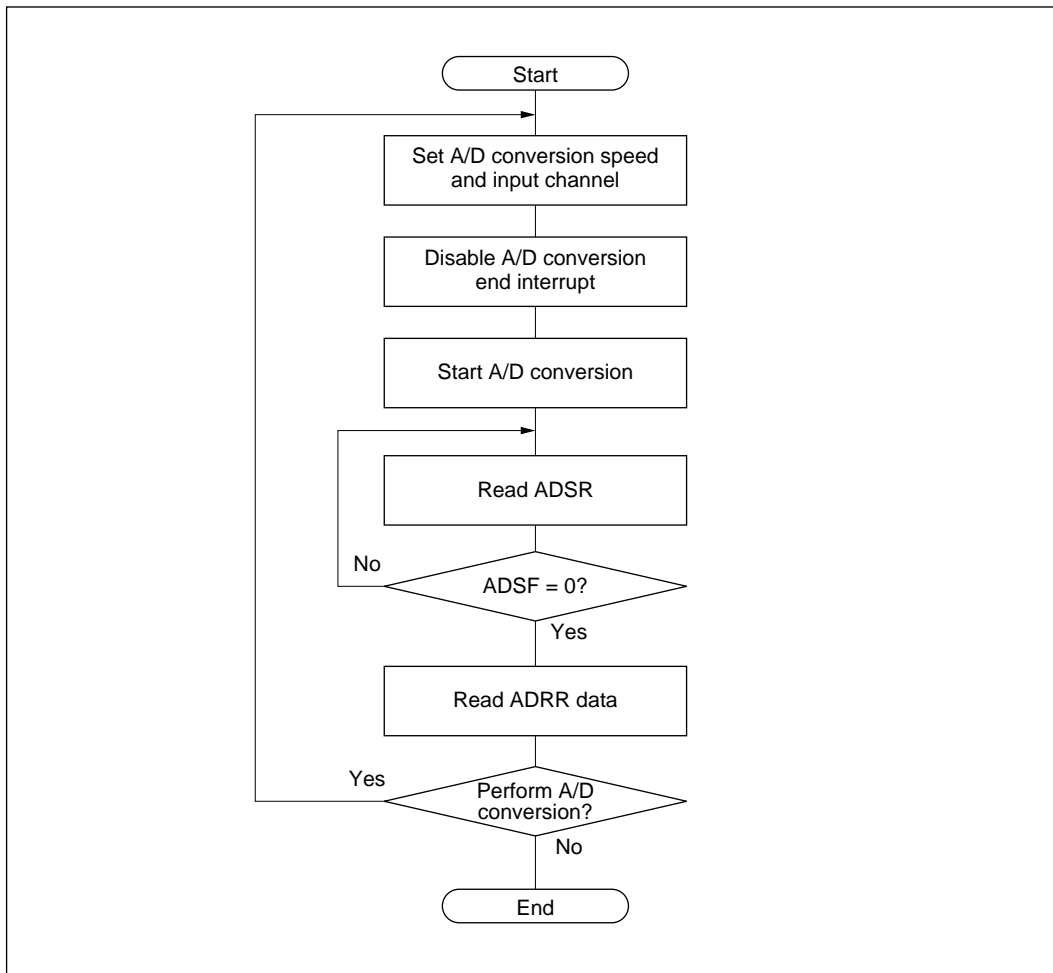 Start
Set A/D conversion speed
and input channel
Disable A/D conversion
end interrupt
Start A/D conversion
Read ADSR
No
ADSF = 0?
Yes
Read ADRR data
Yes
Perform A/D
conversion?
No
End